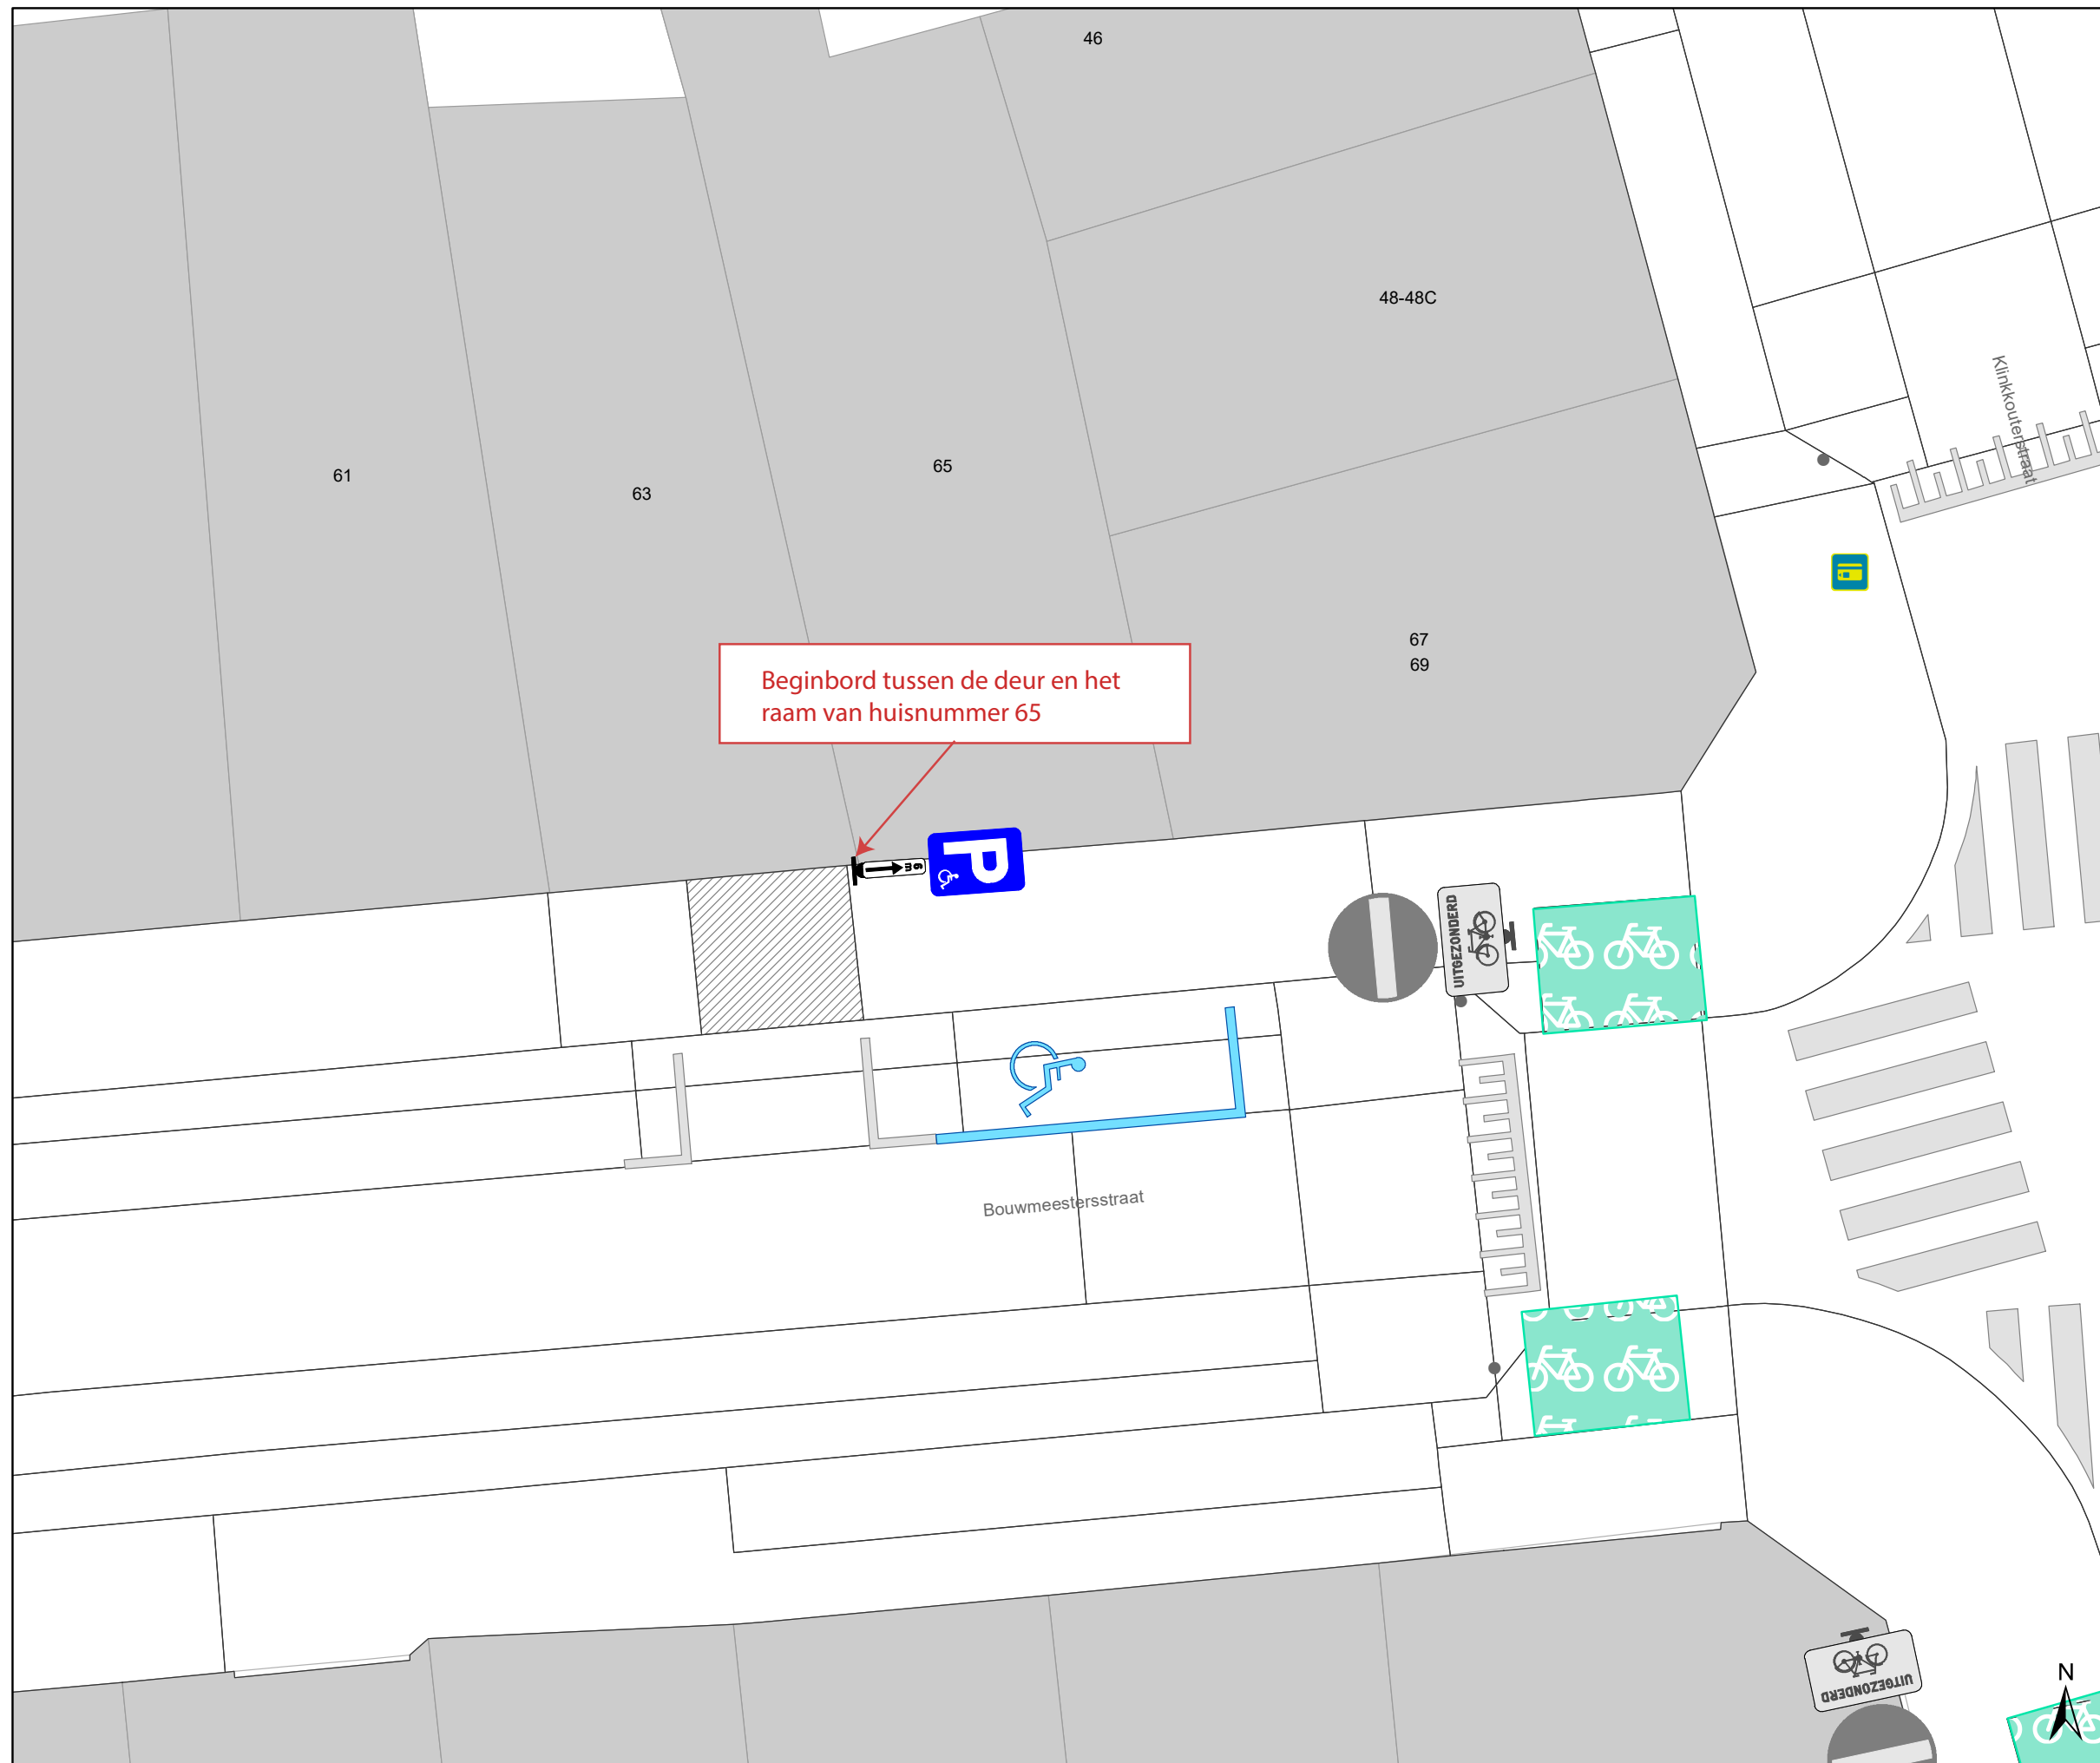 46
48-48C
Klinkkouterstraat
65
61
63
67
69
Beginbord tussen de deur en het
raam van huisnummer 65
6 m
P
UITGEZONDERD
Bouwmeestersstraat
UITGEZONDERD
N